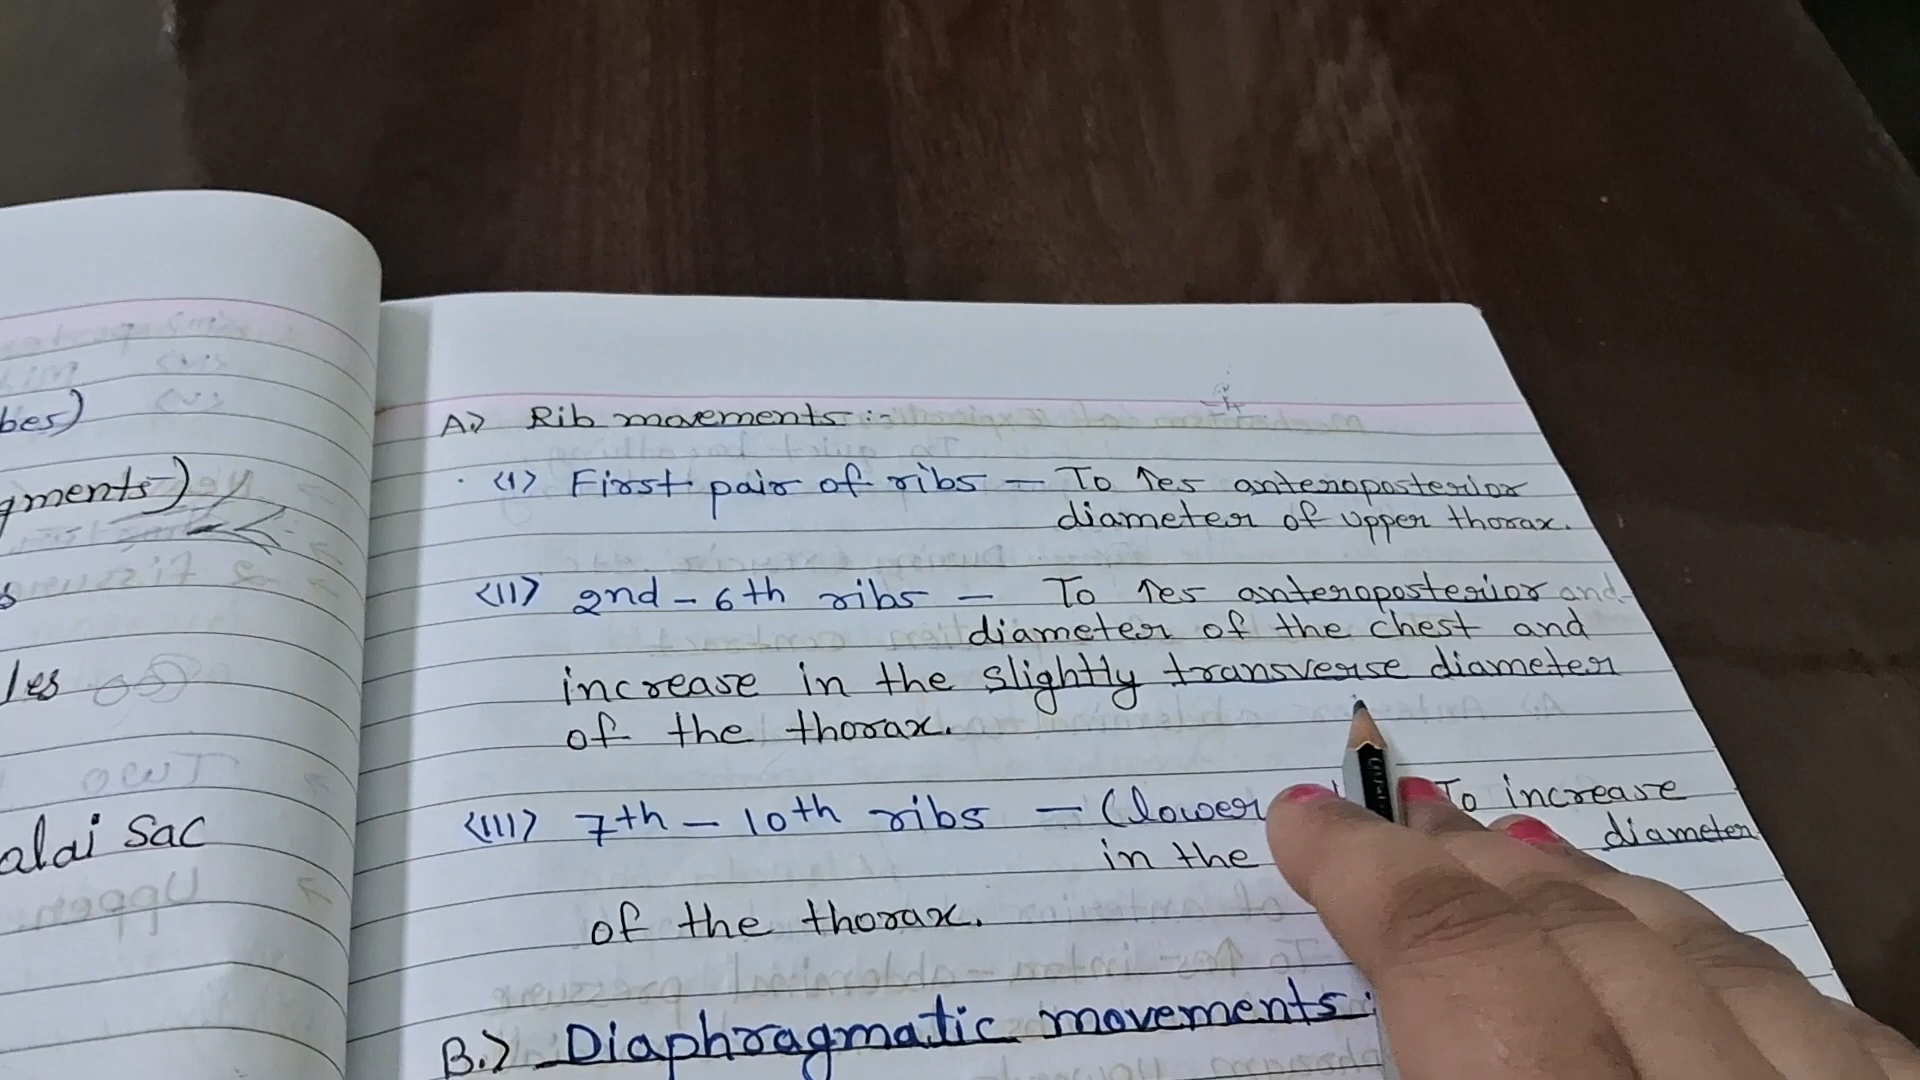 bes)
gments)
s
les
alai sac
A.) Rib movements :-
(I) First pair of ribs — To ↑es anteroposterior
diameter of upper thorax.
(II) 2nd - 6th ribs — To ↑es anteroposterior and
diameter of the chest and
increase in the slightly transverse diameter
of the thorax.
(III) 7th - 10th ribs — (lower To increase
in the diameter
of the thorax.
B.) Diaphragmatic movements :